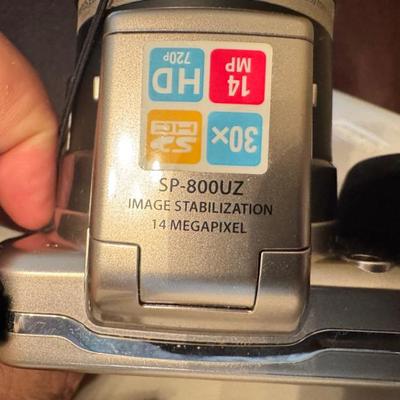 HD
720p
14
MP
SD
HC
30x
SP-800UZ
IMAGE STABILIZATION
14 MEGAPIXEL